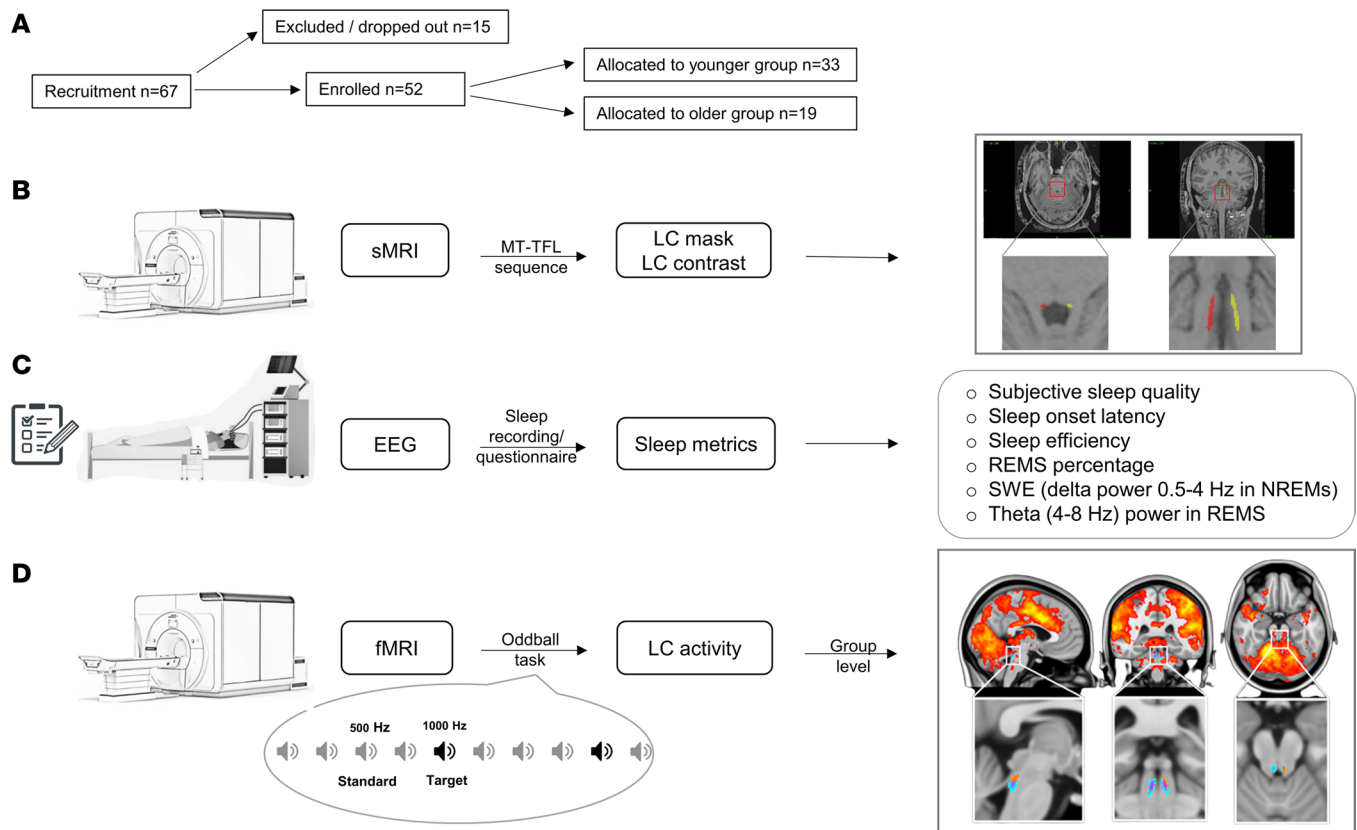 A
Excluded / dropped out n=15
Recruitment n=67
Enrolled n=52
Allocated to younger group n=33
Allocated to older group n=19
B
sMRI
MT-TFL
sequence
LC mask
LC contrast
C
EEG
Sleep
recording/
questionnaire
Sleep metrics
Subjective sleep quality
Sleep onset latency
Sleep efficiency
REMS percentage
SWE (delta power 0.5-4 Hz in NREMs)
Theta (4-8 Hz) power in REMS
D
fMRI
Oddball
task
LC activity
Group
level
500 Hz
1000 Hz
Standard
Target